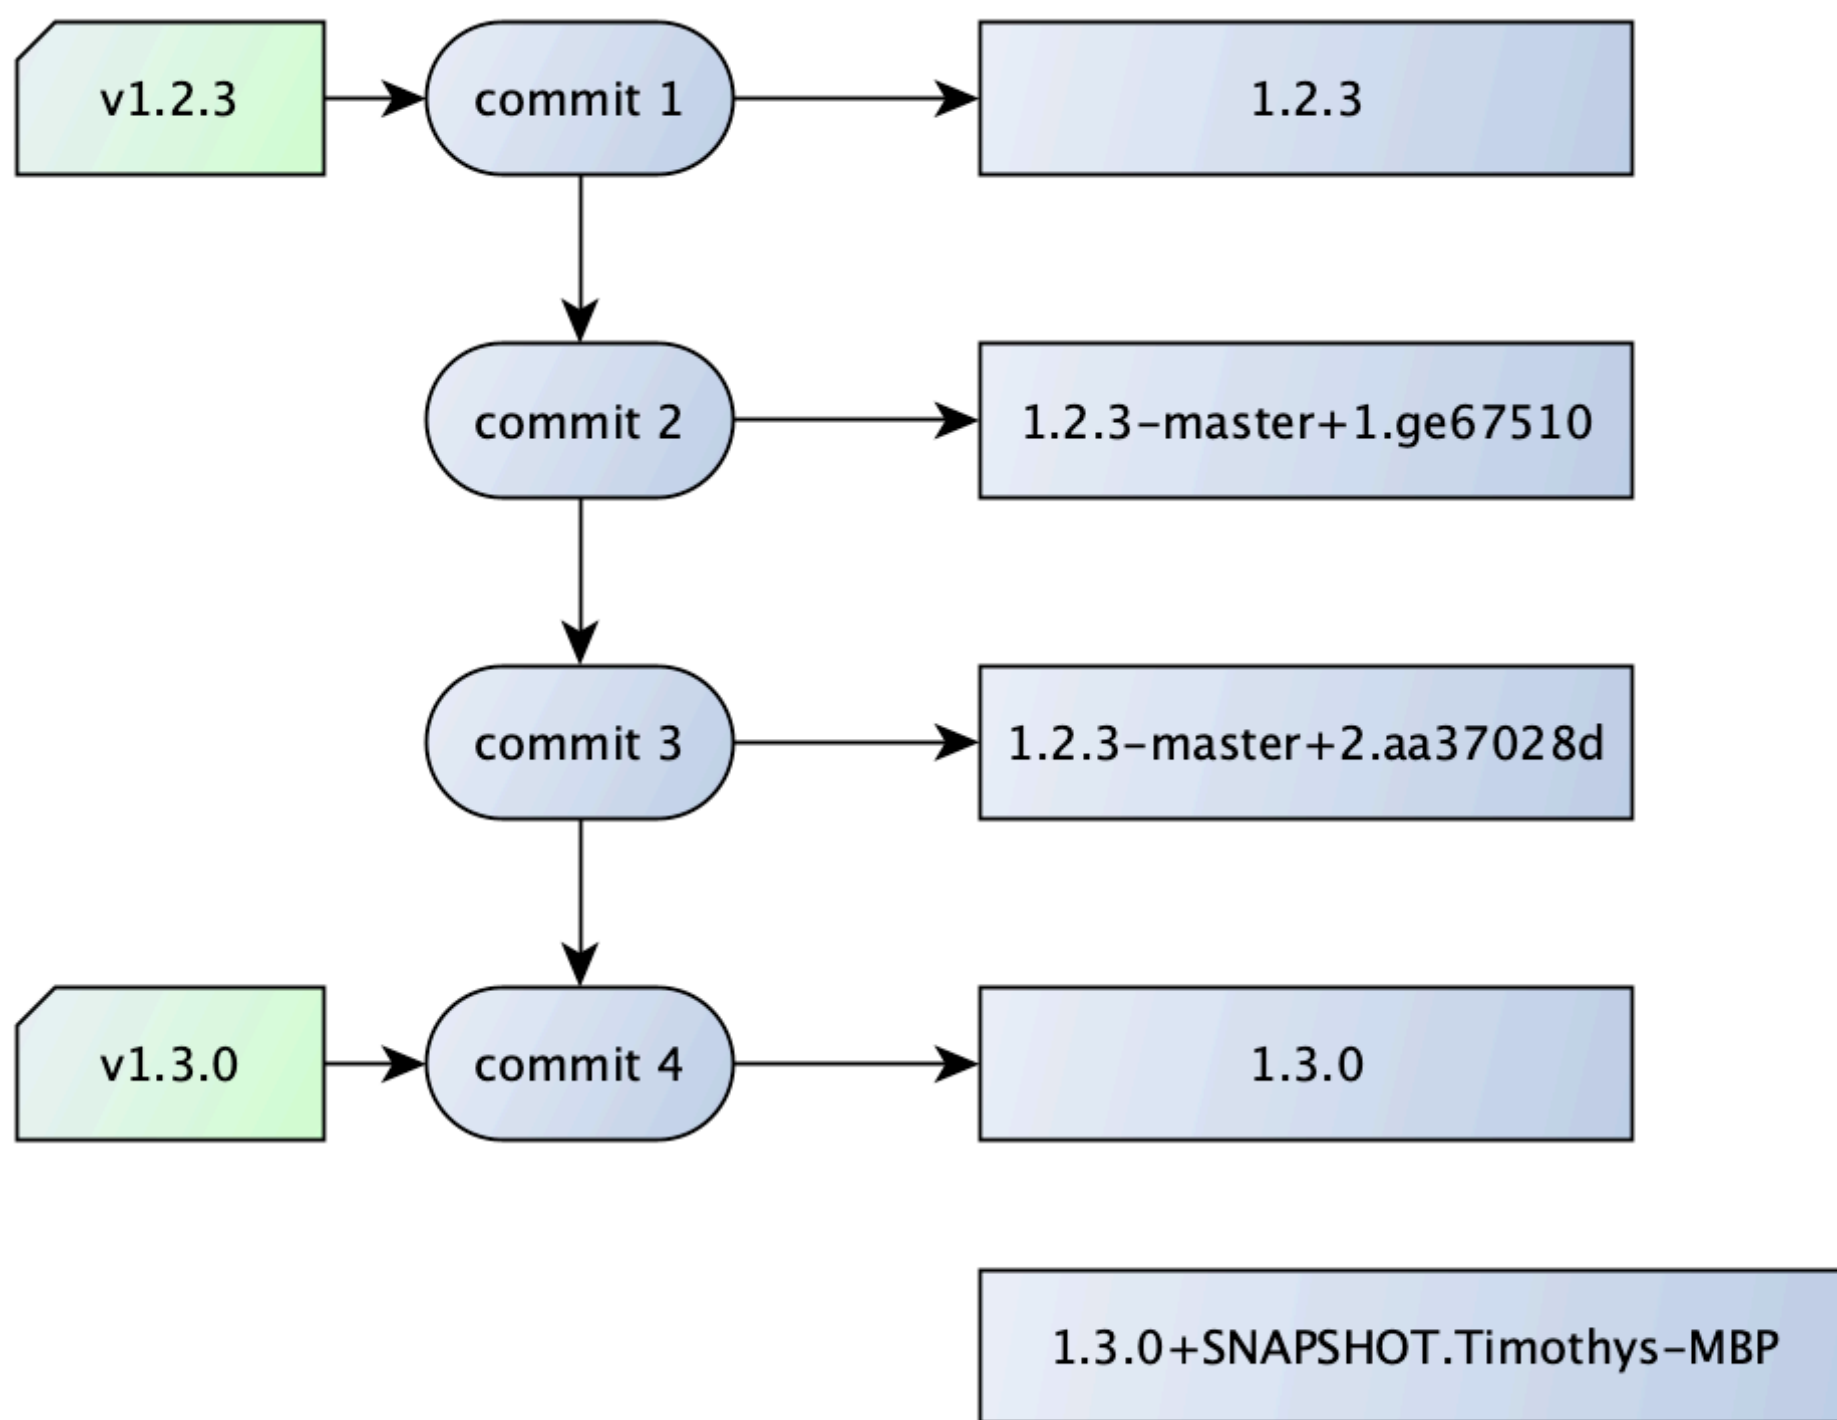 v1.2.3
commit 1
1.2.3
commit 2
1.2.3-master+1.ge67510
commit 3
1.2.3-master+2.aa37028d
v1.3.0
commit 4
1.3.0
1.3.0+SNAPSHOT.Timothys-MBP